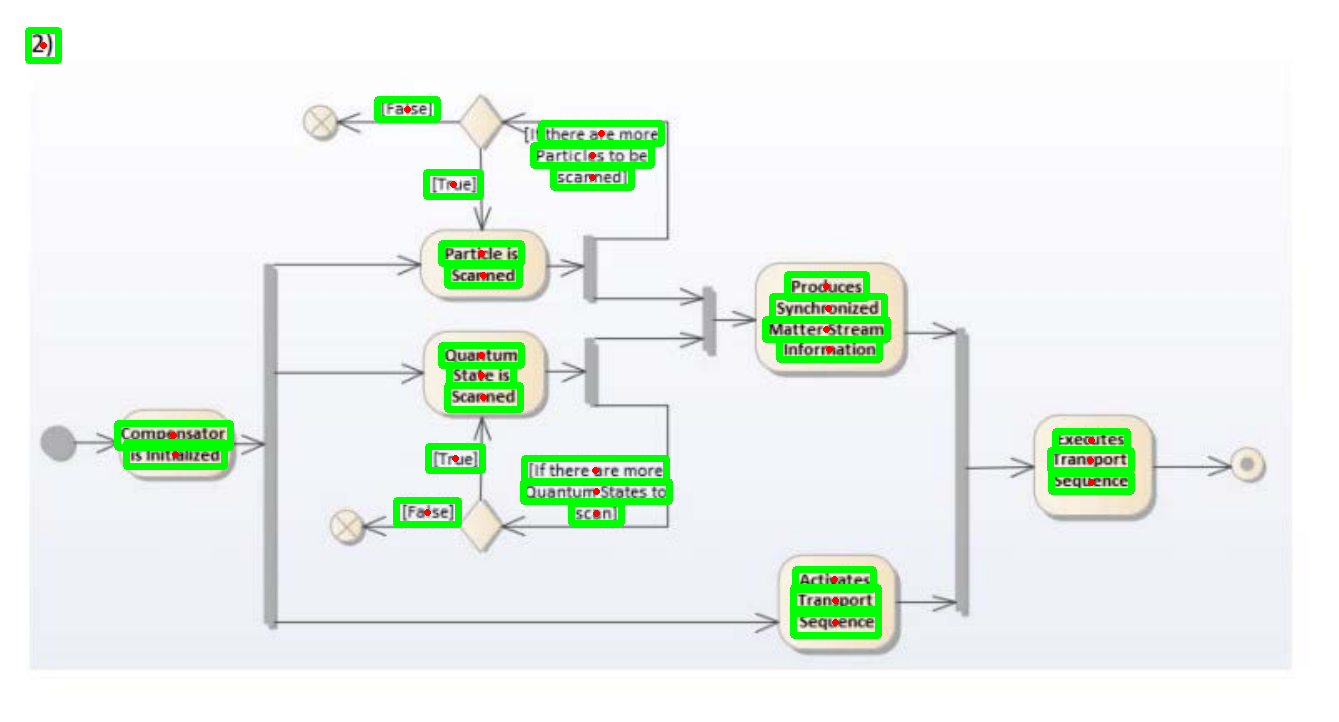 2)
[False]
[If there are more
Particles to be
scanned]
[True]
Particle is
Scanned
Produces
Synchronized
Matter Stream
Information
Quantum
State is
Scanned
Compensator
is Initialized
[True]
[If there are more
Quantum States to
scan]
[False]
Executes
Transport
Sequence
Activates
Transport
Sequence